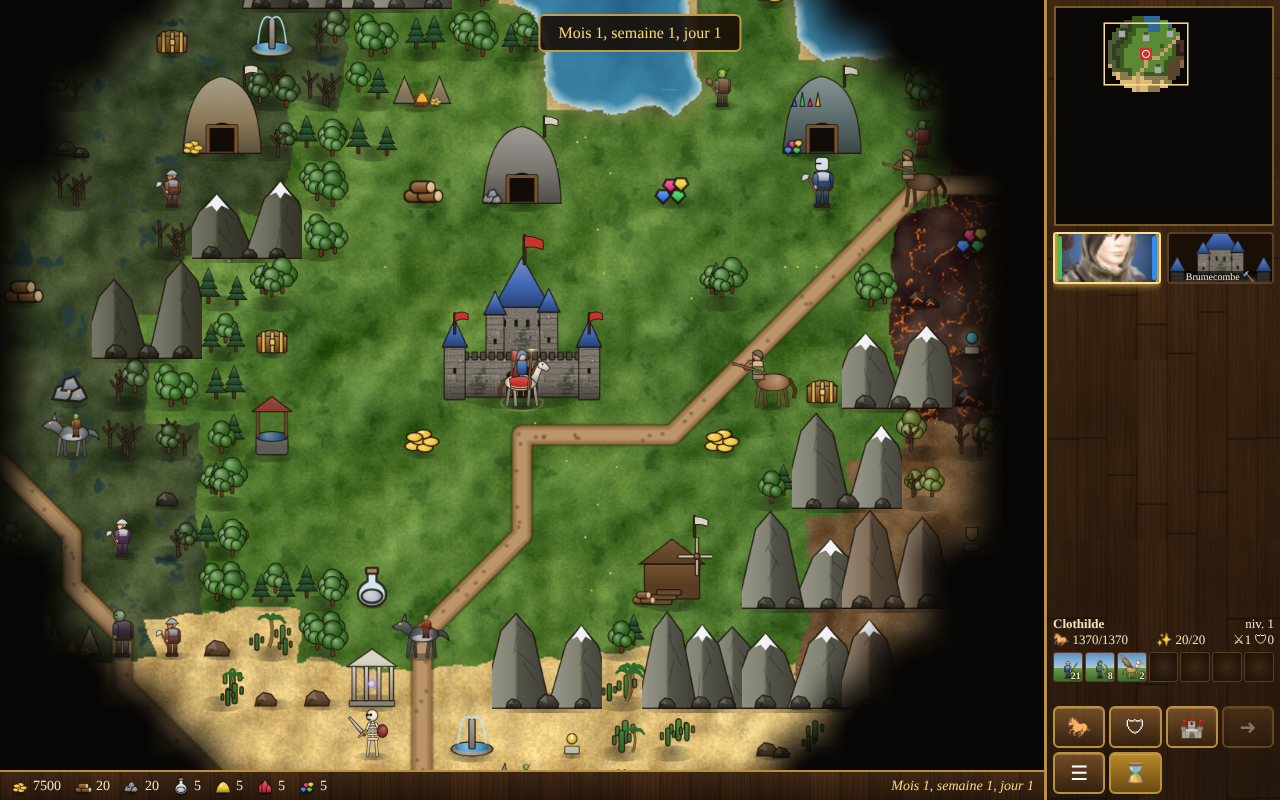 Mois 1, semaine 1, jour 1
Brumecombe
Clothilde niv. 1
1370/1370 20/20 1 0
21 8 2
7500 20 20 5 5 5 5 Mois 1, semaine 1, jour 1